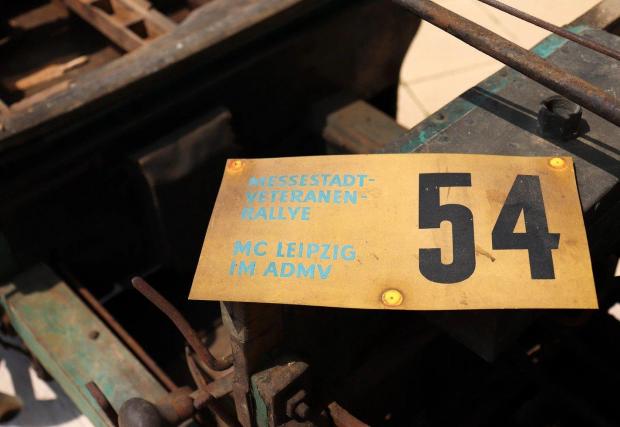 MESSESTADT-
VETERANEN-
RALLYE
MC LEIPZIG
IM ADMV
54